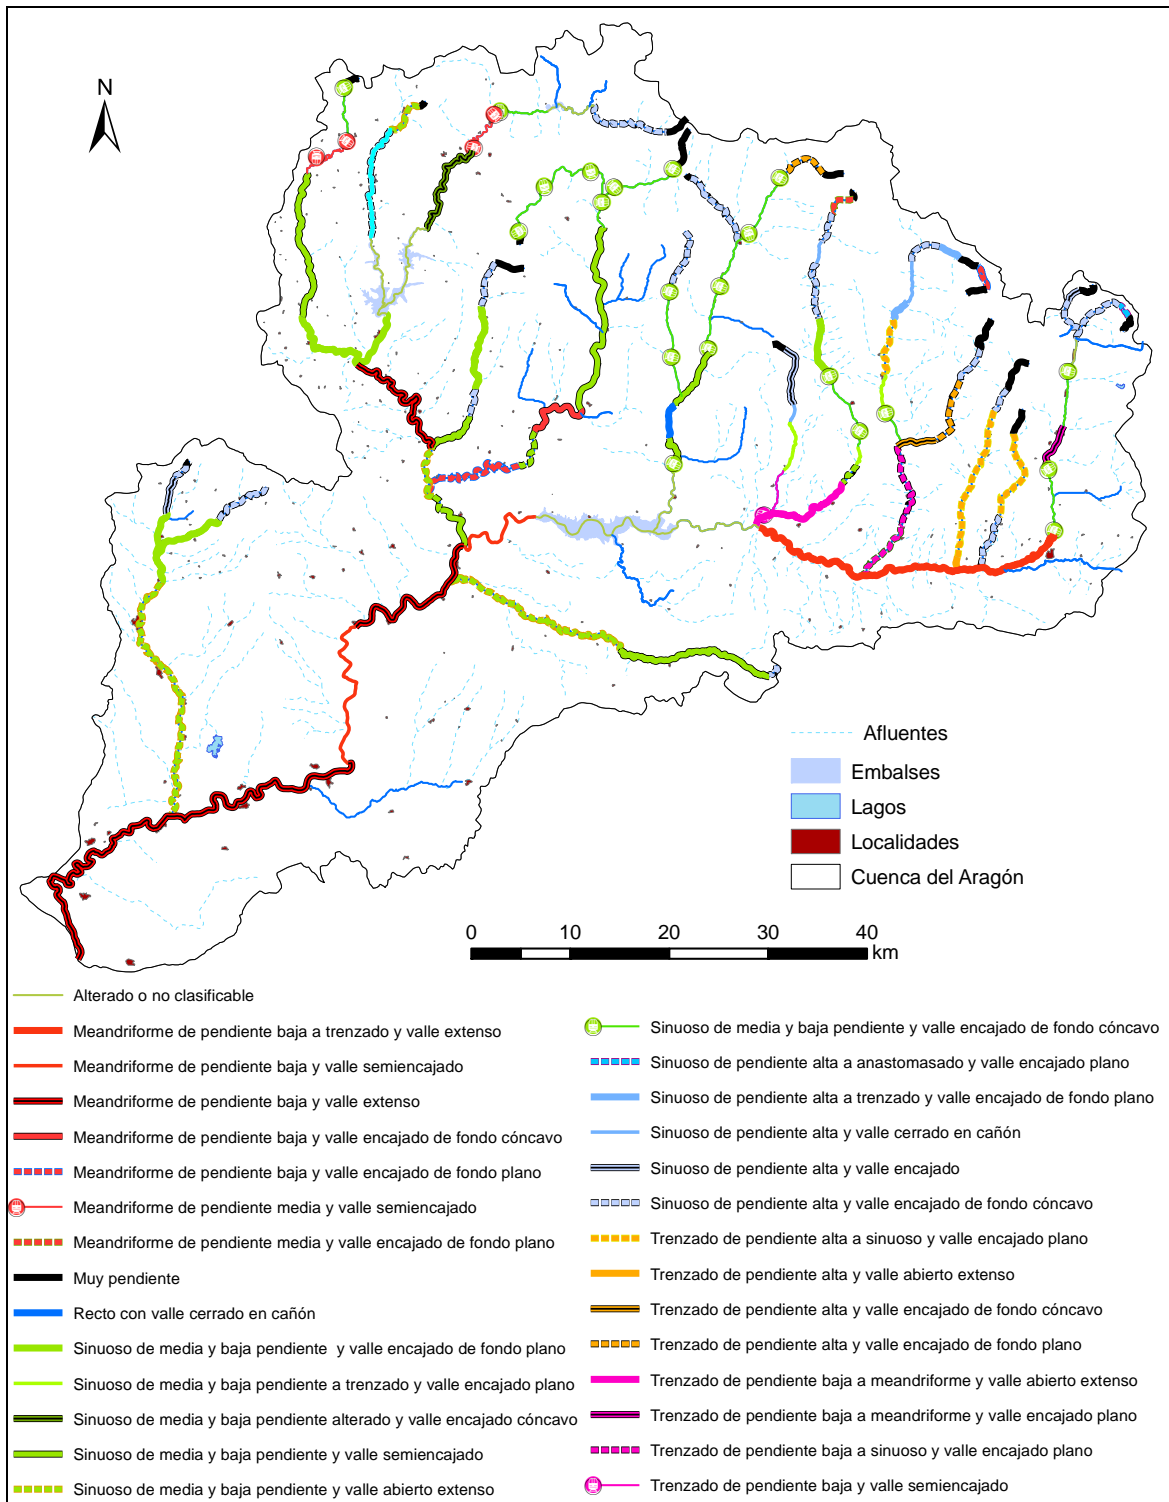 N
Afluentes
Embalses
Lagos
Localidades
Cuenca del Aragón
0 10 20 30 40
km
Alterado o no clasificable
Meandriforme de pendiente baja a trenzado y valle extenso
Meandriforme de pendiente baja y valle semiencajado
Meandriforme de pendiente baja y valle extenso
Meandriforme de pendiente baja y valle encajado de fondo cóncavo
Meandriforme de pendiente baja y valle encajado de fondo plano
Meandriforme de pendiente media y valle semiencajado
Meandriforme de pendiente media y valle encajado de fondo plano
Muy pendiente
Recto con valle cerrado en cañón
Sinuoso de media y baja pendiente y valle encajado de fondo plano
Sinuoso de media y baja pendiente a trenzado y valle encajado plano
Sinuoso de media y baja pendiente alterado y valle encajado cóncavo
Sinuoso de media y baja pendiente y valle semiencajado
Sinuoso de media y baja pendiente y valle abierto extenso
Sinuoso de media y baja pendiente y valle encajado de fondo cóncavo
Sinuoso de pendiente alta a anastomasado y valle encajado plano
Sinuoso de pendiente alta a trenzado y valle encajado de fondo plano
Sinuoso de pendiente alta y valle cerrado en cañón
Sinuoso de pendiente alta y valle encajado
Sinuoso de pendiente alta y valle encajado de fondo cóncavo
Trenzado de pendiente alta a sinuoso y valle encajado plano
Trenzado de pendiente alta y valle abierto extenso
Trenzado de pendiente alta y valle encajado de fondo cóncavo
Trenzado de pendiente alta y valle encajado de fondo plano
Trenzado de pendiente baja a meandriforme y valle abierto extenso
Trenzado de pendiente baja a meandriforme y valle encajado plano
Trenzado de pendiente baja a sinuoso y valle encajado plano
Trenzado de pendiente baja y valle semiencajado